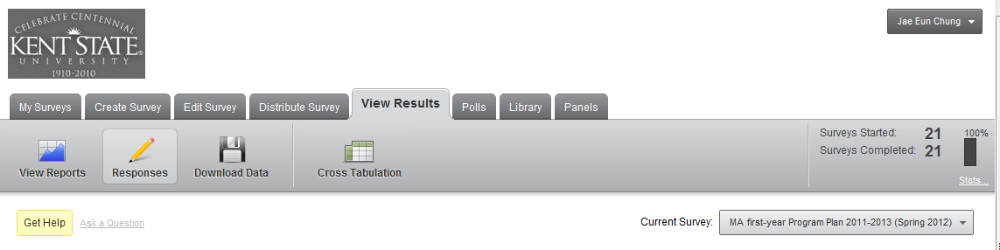 CELEBRATE CENTENNIAL
KENT STATE®
UNIVERSITY
1910·2010
Jae Eun Chung
My Surveys Create Survey Edit Survey Distribute Survey View Results Polls Library Panels
View Reports Responses Download Data Cross Tabulation
Surveys Started: 21 100%
Surveys Completed: 21
Stats...
Get Help Ask a Question Current Survey: MA first-year Program Plan 2011-2013 (Spring 2012)